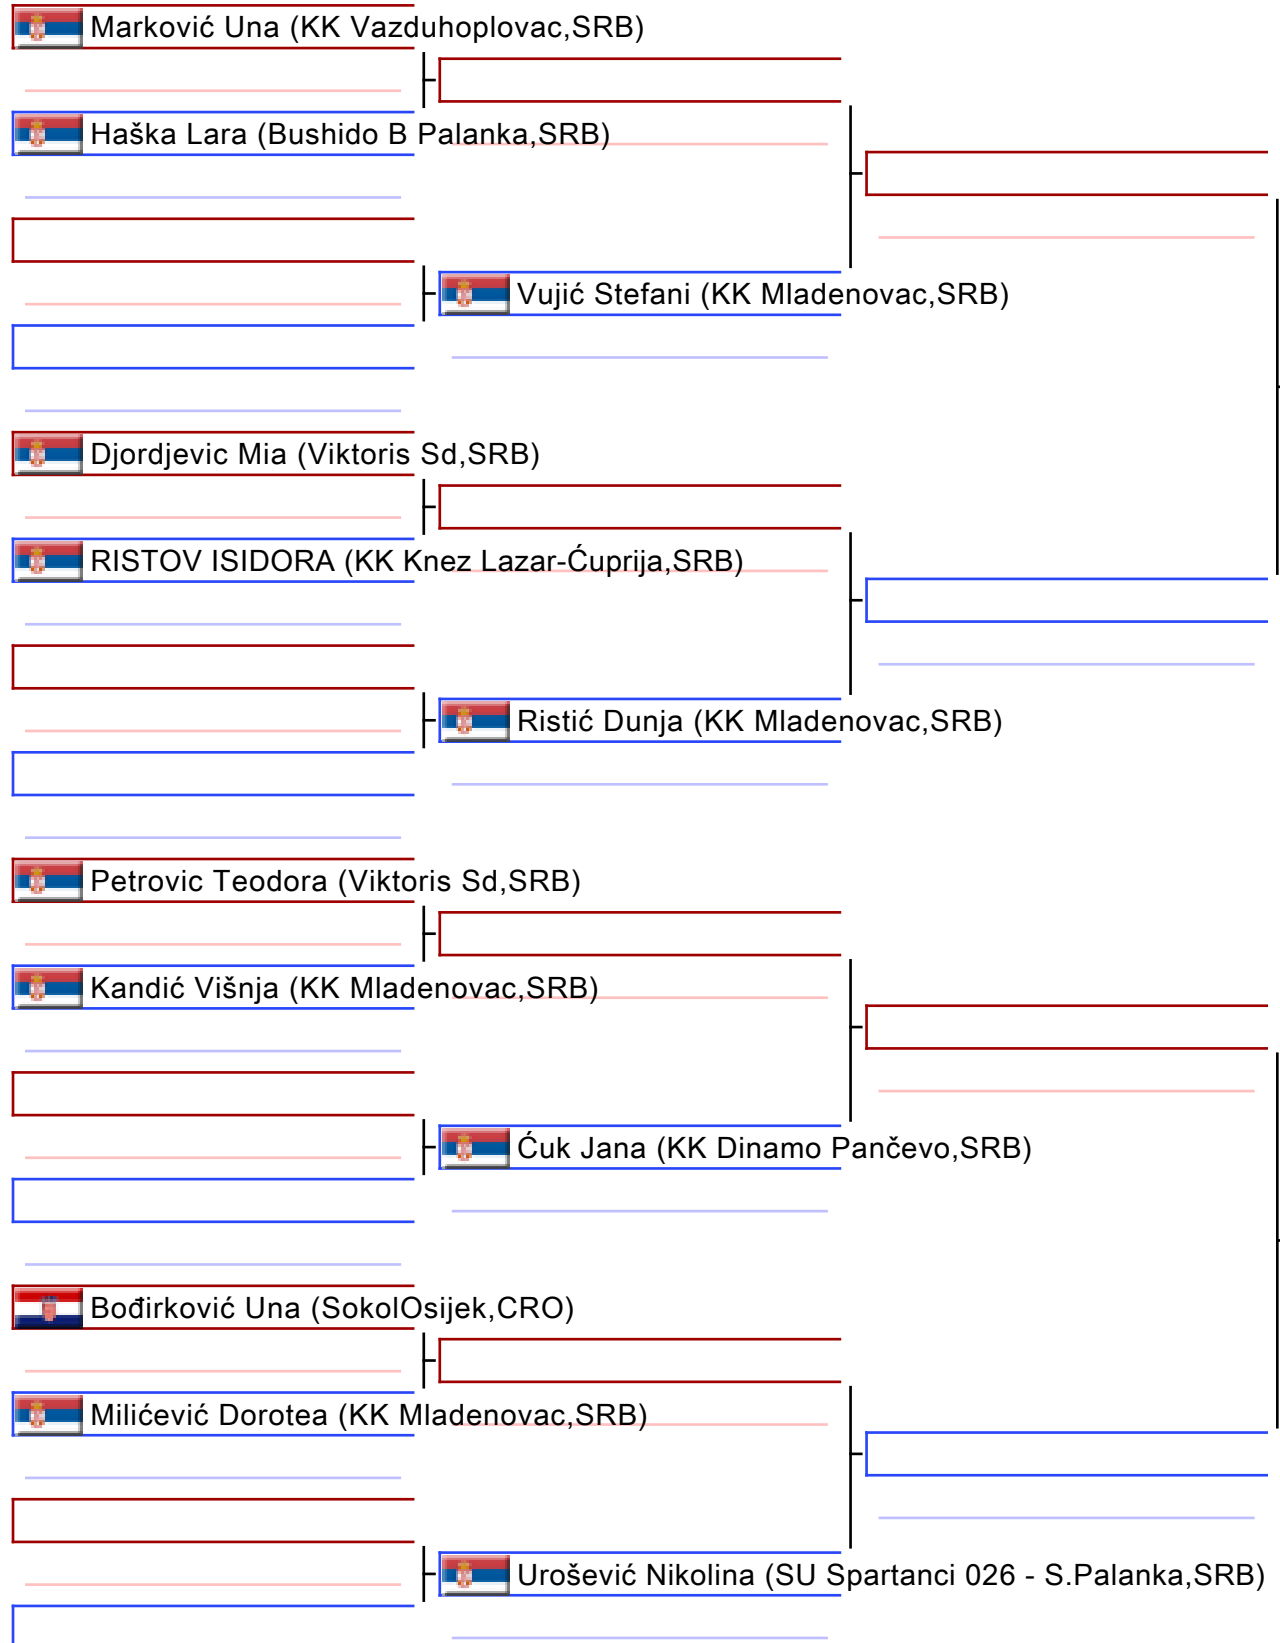 Marković Una (KK Vazduhoplovac,SRB)
Haška Lara (Bushido B Palanka,SRB)
Vujić Stefani (KK Mladenovac,SRB)
Djordjevic Mia (Viktoris Sd,SRB)
RISTOV ISIDORA (KK Knez Lazar-Ćuprija,SRB)
Ristić Dunja (KK Mladenovac,SRB)
Petrovic Teodora (Viktoris Sd,SRB)
Kandić Višnja (KK Mladenovac,SRB)
Ćuk Jana (KK Dinamo Pančevo,SRB)
Bođirković Una (SokolOsijek,CRO)
Milićević Dorotea (KK Mladenovac,SRB)
Urošević Nikolina (SU Spartanci 026 - S.Palanka,SRB)